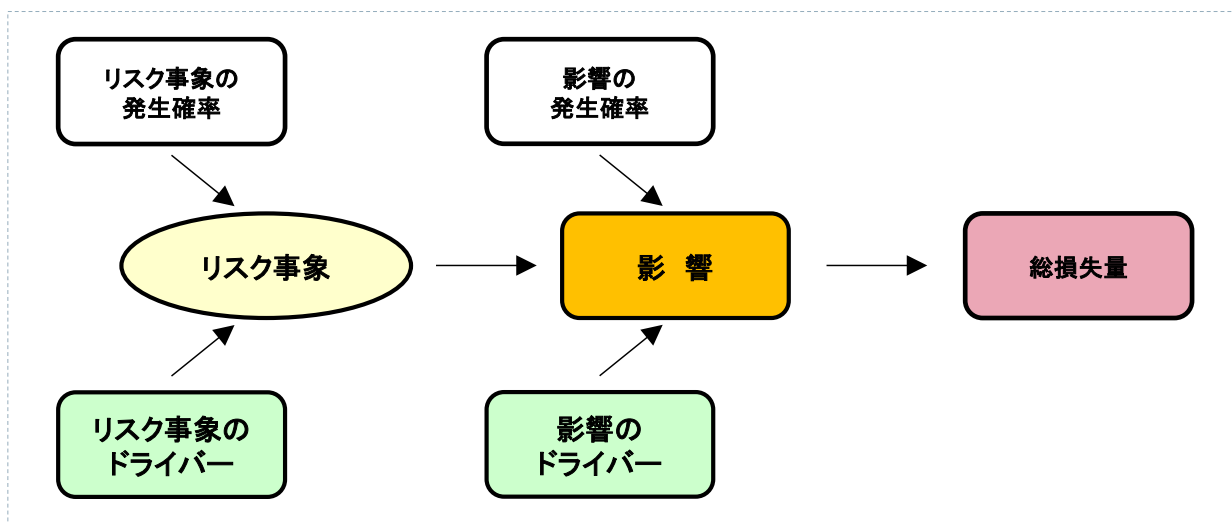 リスク事象の
発生確率
影響の
発生確率
リスク事象
影 響
総損失量
リスク事象の
ドライバー
影響の
ドライバー